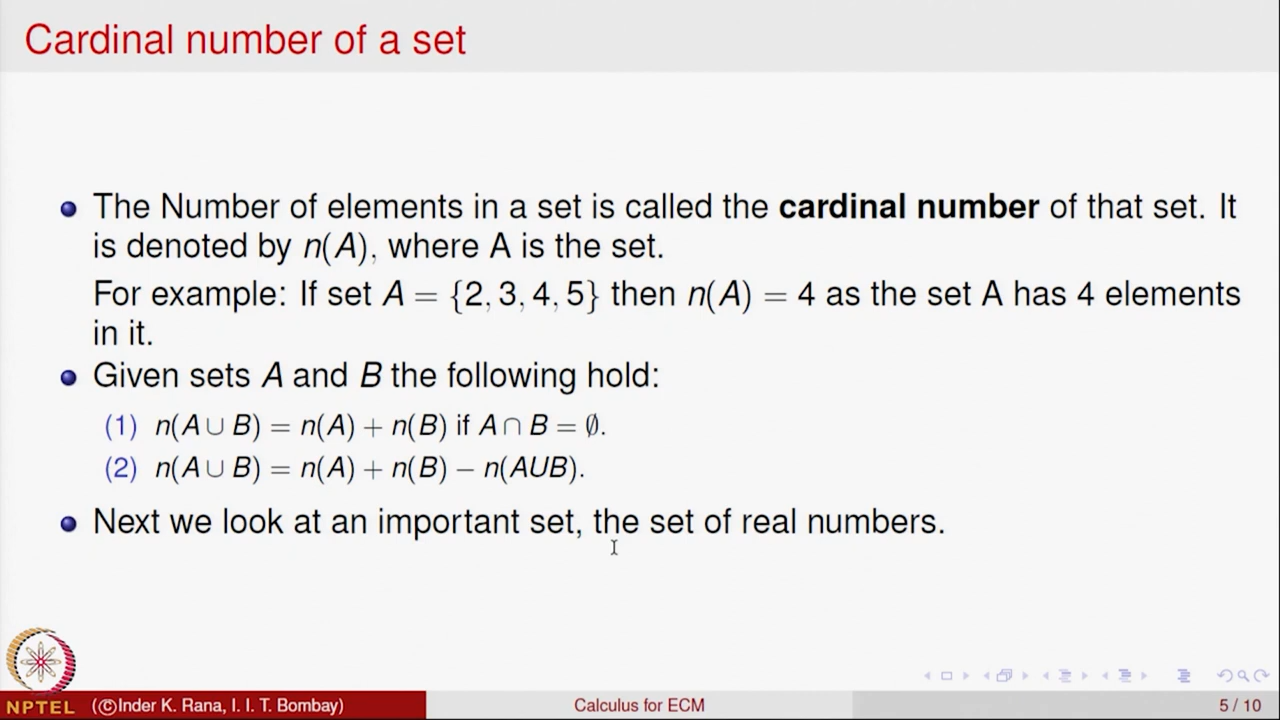 Cardinal number of a set
The Number of elements in a set is called the cardinal number of that set. It
is denoted by n(A), where A is the set.
For example: If set A = {2, 3, 4, 5} then n(A) = 4 as the set A has 4 elements
in it.
Given sets A and B the following hold:
(1) n(A ∪ B) = n(A) + n(B) if A ∩ B = ∅.
(2) n(A ∪ B) = n(A) + n(B) − n(AUB).
Next we look at an important set, the set of real numbers.
NPTEL (©Inder K. Rana, I. I. T. Bombay) Calculus for ECM 5 / 10